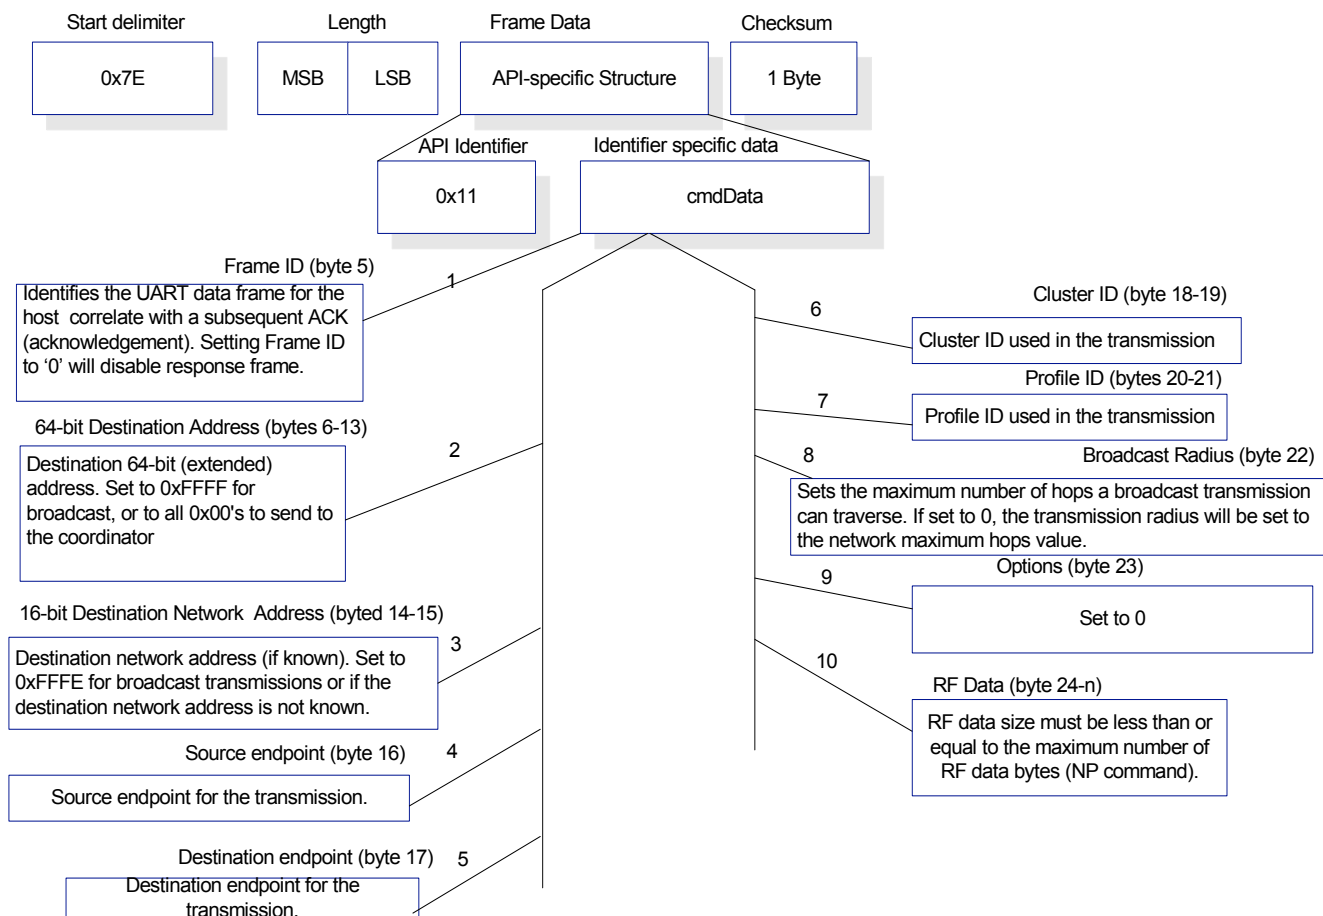 Start delimiter
Length
Frame Data
Checksum
0x7E
MSB
LSB
API-specific Structure
1 Byte
API Identifier
Identifier specific data
0x11
cmdData
Frame ID (byte 5)
1
Identifies the UART data frame for the
host correlate with a subsequent ACK
(acknowledgement). Setting Frame ID
to ‘0’ will disable response frame.
64-bit Destination Address (bytes 6-13)
2
Destination 64-bit (extended)
address. Set to 0xFFFF for
broadcast, or to all 0x00's to send to
the coordinator
16-bit Destination Network Address (byted 14-15)
3
Destination network address (if known). Set to
0xFFFE for broadcast transmissions or if the
destination network address is not known.
Source endpoint (byte 16)
4
Source endpoint for the transmission.
Destination endpoint (byte 17)
5
Destination endpoint for the
transmission.
6
Cluster ID (byte 18-19)
Cluster ID used in the transmission
7
Profile ID (bytes 20-21)
Profile ID used in the transmission
8
Broadcast Radius (byte 22)
Sets the maximum number of hops a broadcast transmission
can traverse. If set to 0, the transmission radius will be set to
the network maximum hops value.
9
Options (byte 23)
Set to 0
10
RF Data (byte 24-n)
RF data size must be less than or
equal to the maximum number of
RF data bytes (NP command).